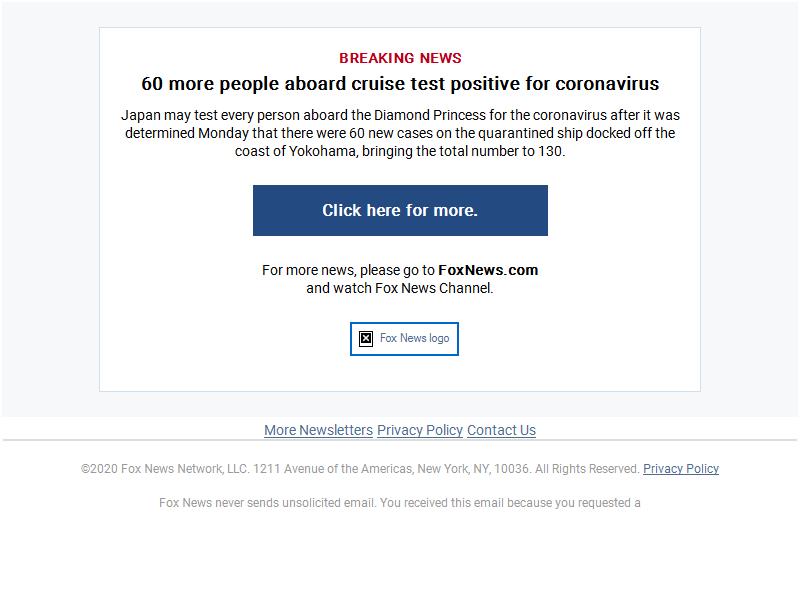 BREAKING NEWS
60 more people aboard cruise test positive for coronavirus
Japan may test every person aboard the Diamond Princess for the coronavirus after it was
determined Monday that there were 60 new cases on the quarantined ship docked off the
coast of Yokohama, bringing the total number to 130.
Click here for more.
For more news, please go to FoxNews.com
and watch Fox News Channel.
Fox News logo
More Newsletters Privacy Policy Contact Us
©2020 Fox News Network, LLC. 1211 Avenue of the Americas, New York, NY, 10036. All Rights Reserved. Privacy Policy
Fox News never sends unsolicited email. You received this email because you requested a